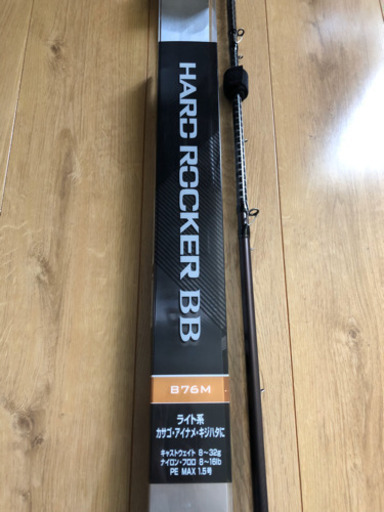 HARD ROCKER BB
B76M
ライト系
カサゴ・アイナメ・キジハタに
キャストウェイト 8～32g
ナイロン・フロロ 8～16lb
PE MAX 1.5号